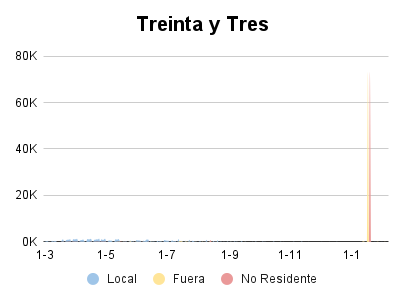 Treinta y Tres
80K
60K
40K
20K
0K
1-3 1-5 1-7 1-9 1-11 1-1
Local Fuera No Residente